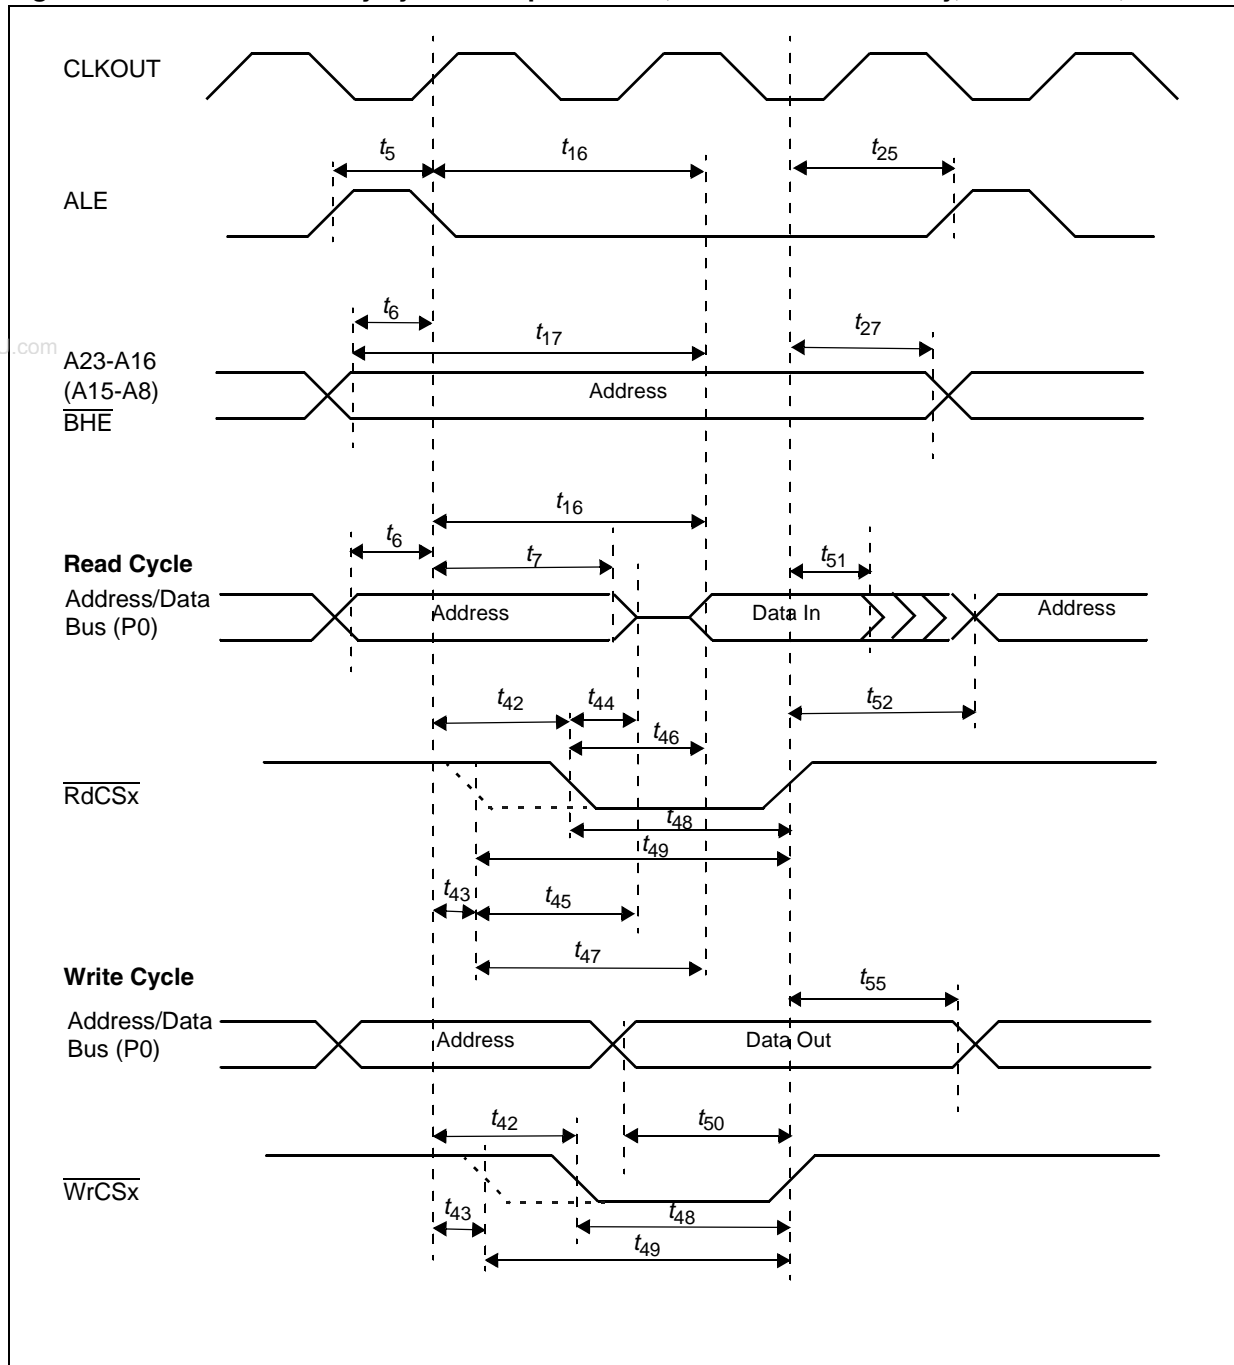 CLKOUT
t5 t16 t25
ALE
t6 t17 t27
J.com
A23-A16
(A15-A8)
BHE
Address
t16
t6 t7 t51
Read Cycle
Address/Data
Bus (P0)
Address Data In Address
t42 t44 t52
t46
RdCSx
t48
t49
t43 t45
t47
Write Cycle
t55
Address/Data
Bus (P0)
Address Data Out
t42 t50
WrCSx
t43 t48
t49